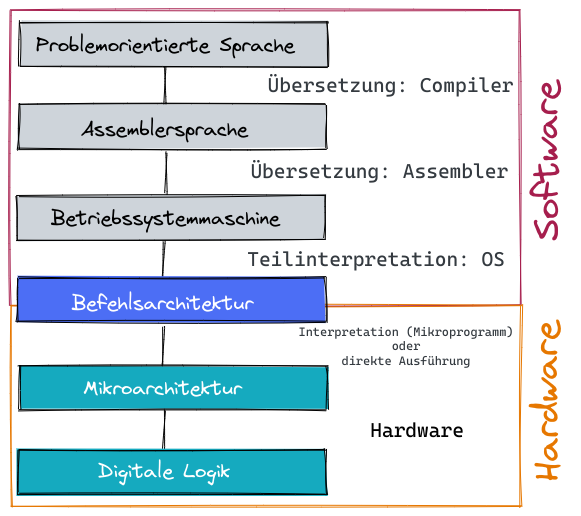 Problemorientierte Sprache
Übersetzung: Compiler
Assemblersprache
Übersetzung: Assembler
Betriebssystemmaschine
Teilinterpretation: OS
Befehlsarchitektur
Interpretation (Mikroprogramm)
oder
direkte Ausführung
Mikroarchitektur
Hardware
Digitale Logik
Software
Hardware